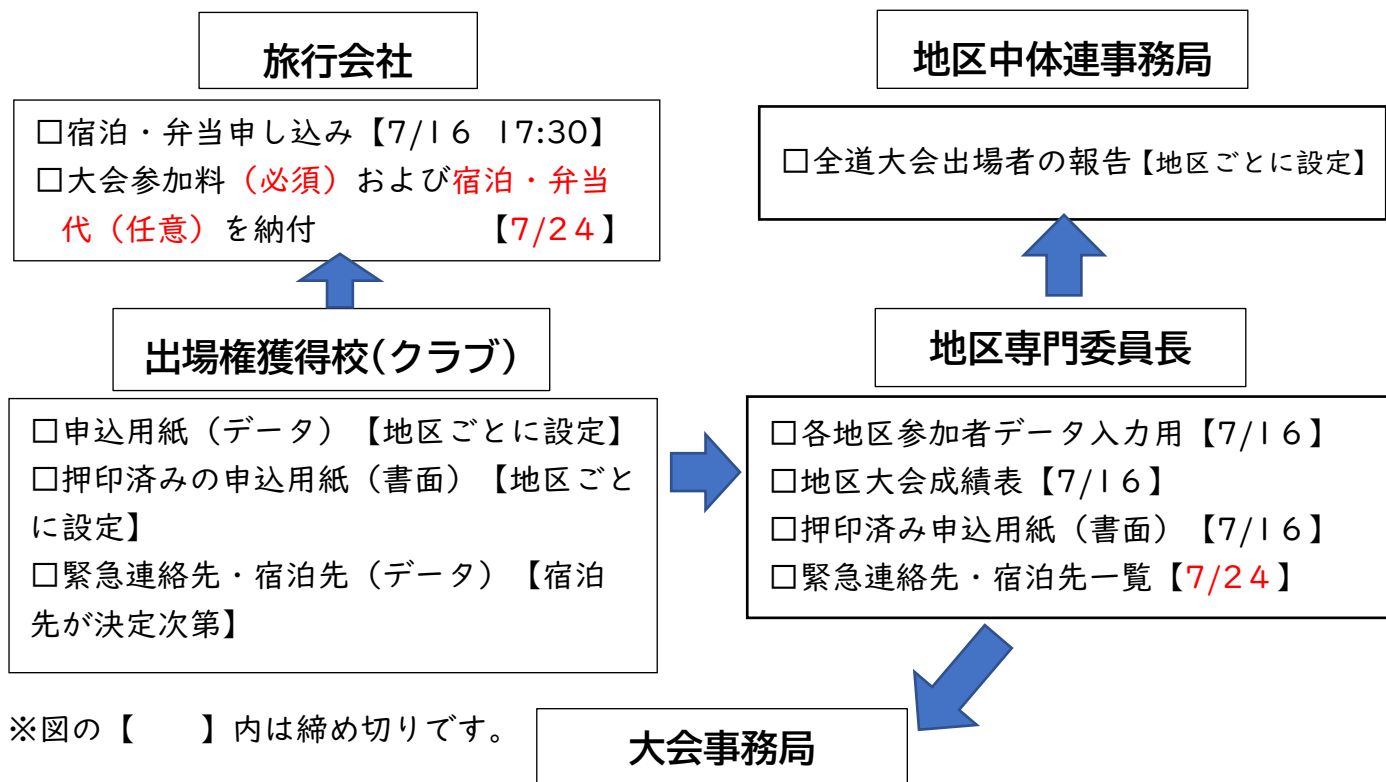 旅行会社
□宿泊・弁当申し込み【7/16 17:30】
□大会参加料（必須）および宿泊・弁当
代（任意）を納付 【7/24】
地区中体連事務局
□全道大会出場者の報告【地区ごとに設定】
出場権獲得校(クラブ)
□申込用紙（データ）【地区ごとに設定】
□押印済みの申込用紙（書面）【地区ごと
に設定】
□緊急連絡先・宿泊先（データ）【宿泊
先が決定次第】
地区専門委員長
□各地区参加者データ入力用【7/16】
□地区大会成績表【7/16】
□押印済み申込用紙（書面）【7/16】
□緊急連絡先・宿泊先一覧【7/24】
※図の【　　】内は締め切りです。
大会事務局